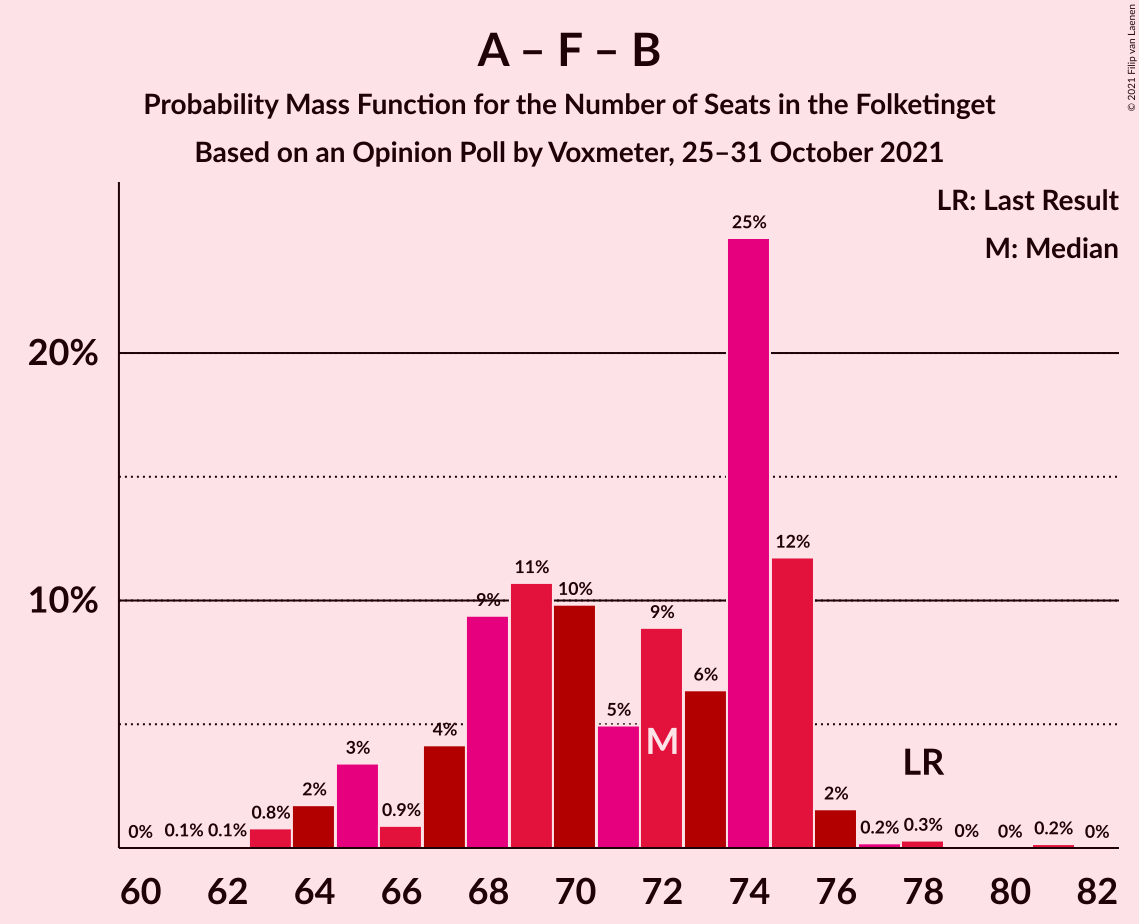 A – F – B
Probability Mass Function for the Number of Seats in the Folketinget
Based on an Opinion Poll by Voxmeter, 25–31 October 2021
© 2021 Filip van Laenen
LR: Last Result
M: Median
20%
10%
0% 0.1% 0.1% 0.8% 2% 3% 0.9% 4% 9% 11% 10% 5% 9% 6% 25% 12% 2% 0.2% 0.3% 0% 0% 0.2% 0%
M
LR
60 62 64 66 68 70 72 74 76 78 80 82